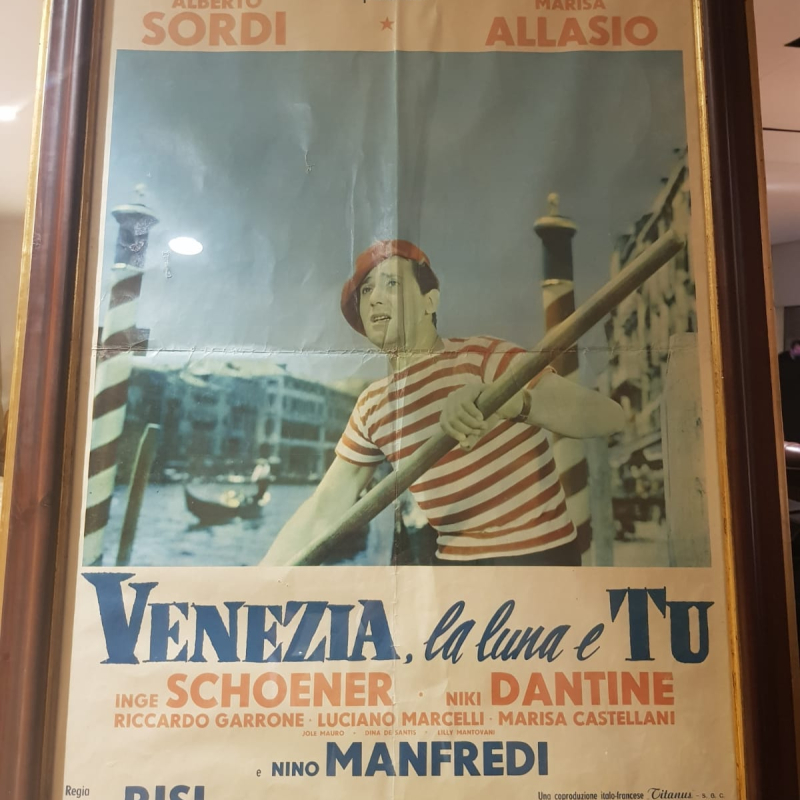 ALBERTO MARISA
SORDI ★ ALLASIO
VENEZIA, la luna e TU
INGE SCHOENER · NIKI DANTINE
RICCARDO GARRONE · LUCIANO MARCELLI · MARISA CASTELLANI
JOLE MAURO · DINA DE SANTIS · LILLY MANTOVANI
e NINO MANFREDI
Regia
RISI
Una coproduzione italo-francese Titanus - S.G.C.